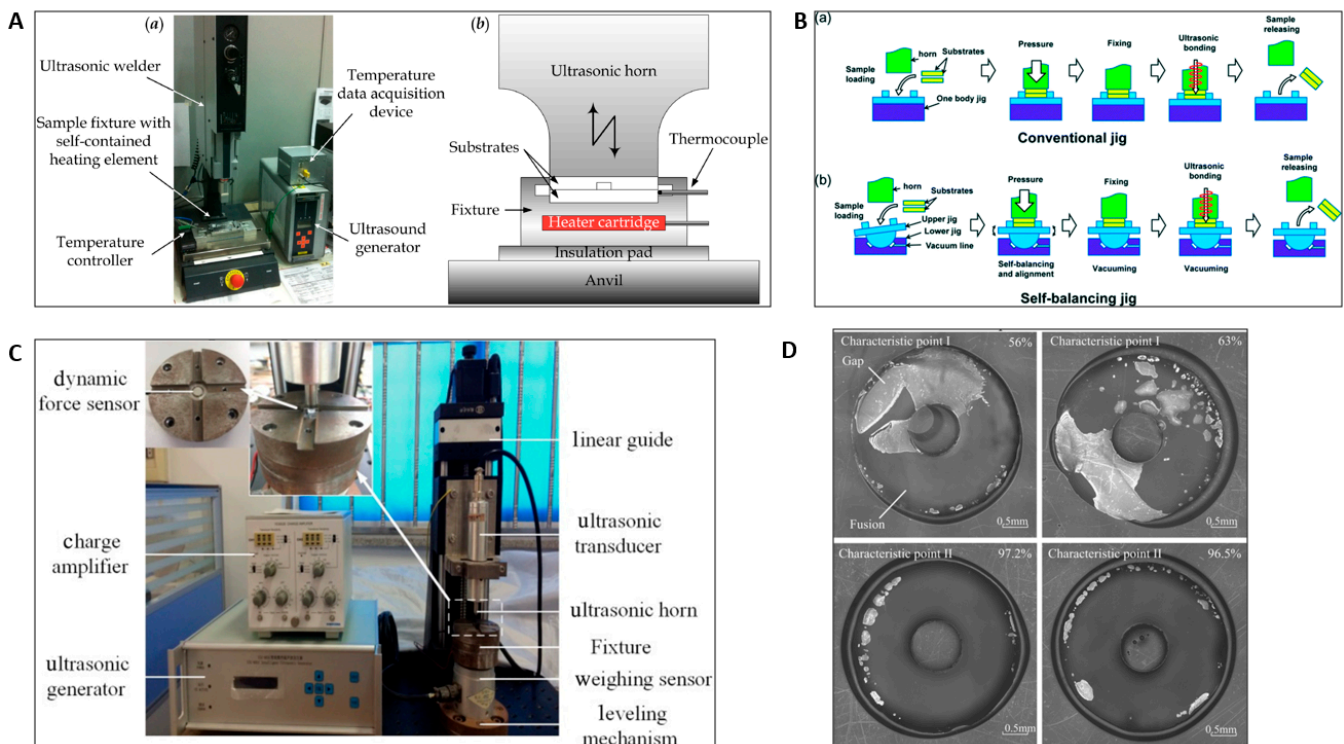 A
(a)
Ultrasonic welder
Sample fixture with
self-contained
heating element
Temperature
controller
Temperature
data acquisition
device
Ultrasound
generator
(b)
Ultrasonic horn
Substrates
Thermocouple
Fixture
Heater cartridge
Insulation pad
Anvil
B
(a)
Sample
loading
horn
Substrates
One body jig
Pressure
Fixing
Ultrasonic
bonding
Sample
releasing
Conventional jig
(b)
Sample
loading
horn
Substrates
Upper jig
Lower jig
Vacuum line
Pressure
Self-balancing
and alignment
Fixing
Vacuuming
Ultrasonic
bonding
Vacuuming
Sample
releasing
Self-balancing jig
C
dynamic
force sensor
charge
amplifier
ultrasonic
generator
linear guide
ultrasonic
transducer
ultrasonic horn
Fixture
weighing sensor
leveling
mechanism
D
Characteristic point I 56%
Gap
Fusion
0.5mm
Characteristic point I 63%
0.5mm
Characteristic point II 97.2%
0.5mm
Characteristic point II 96.5%
0.5mm